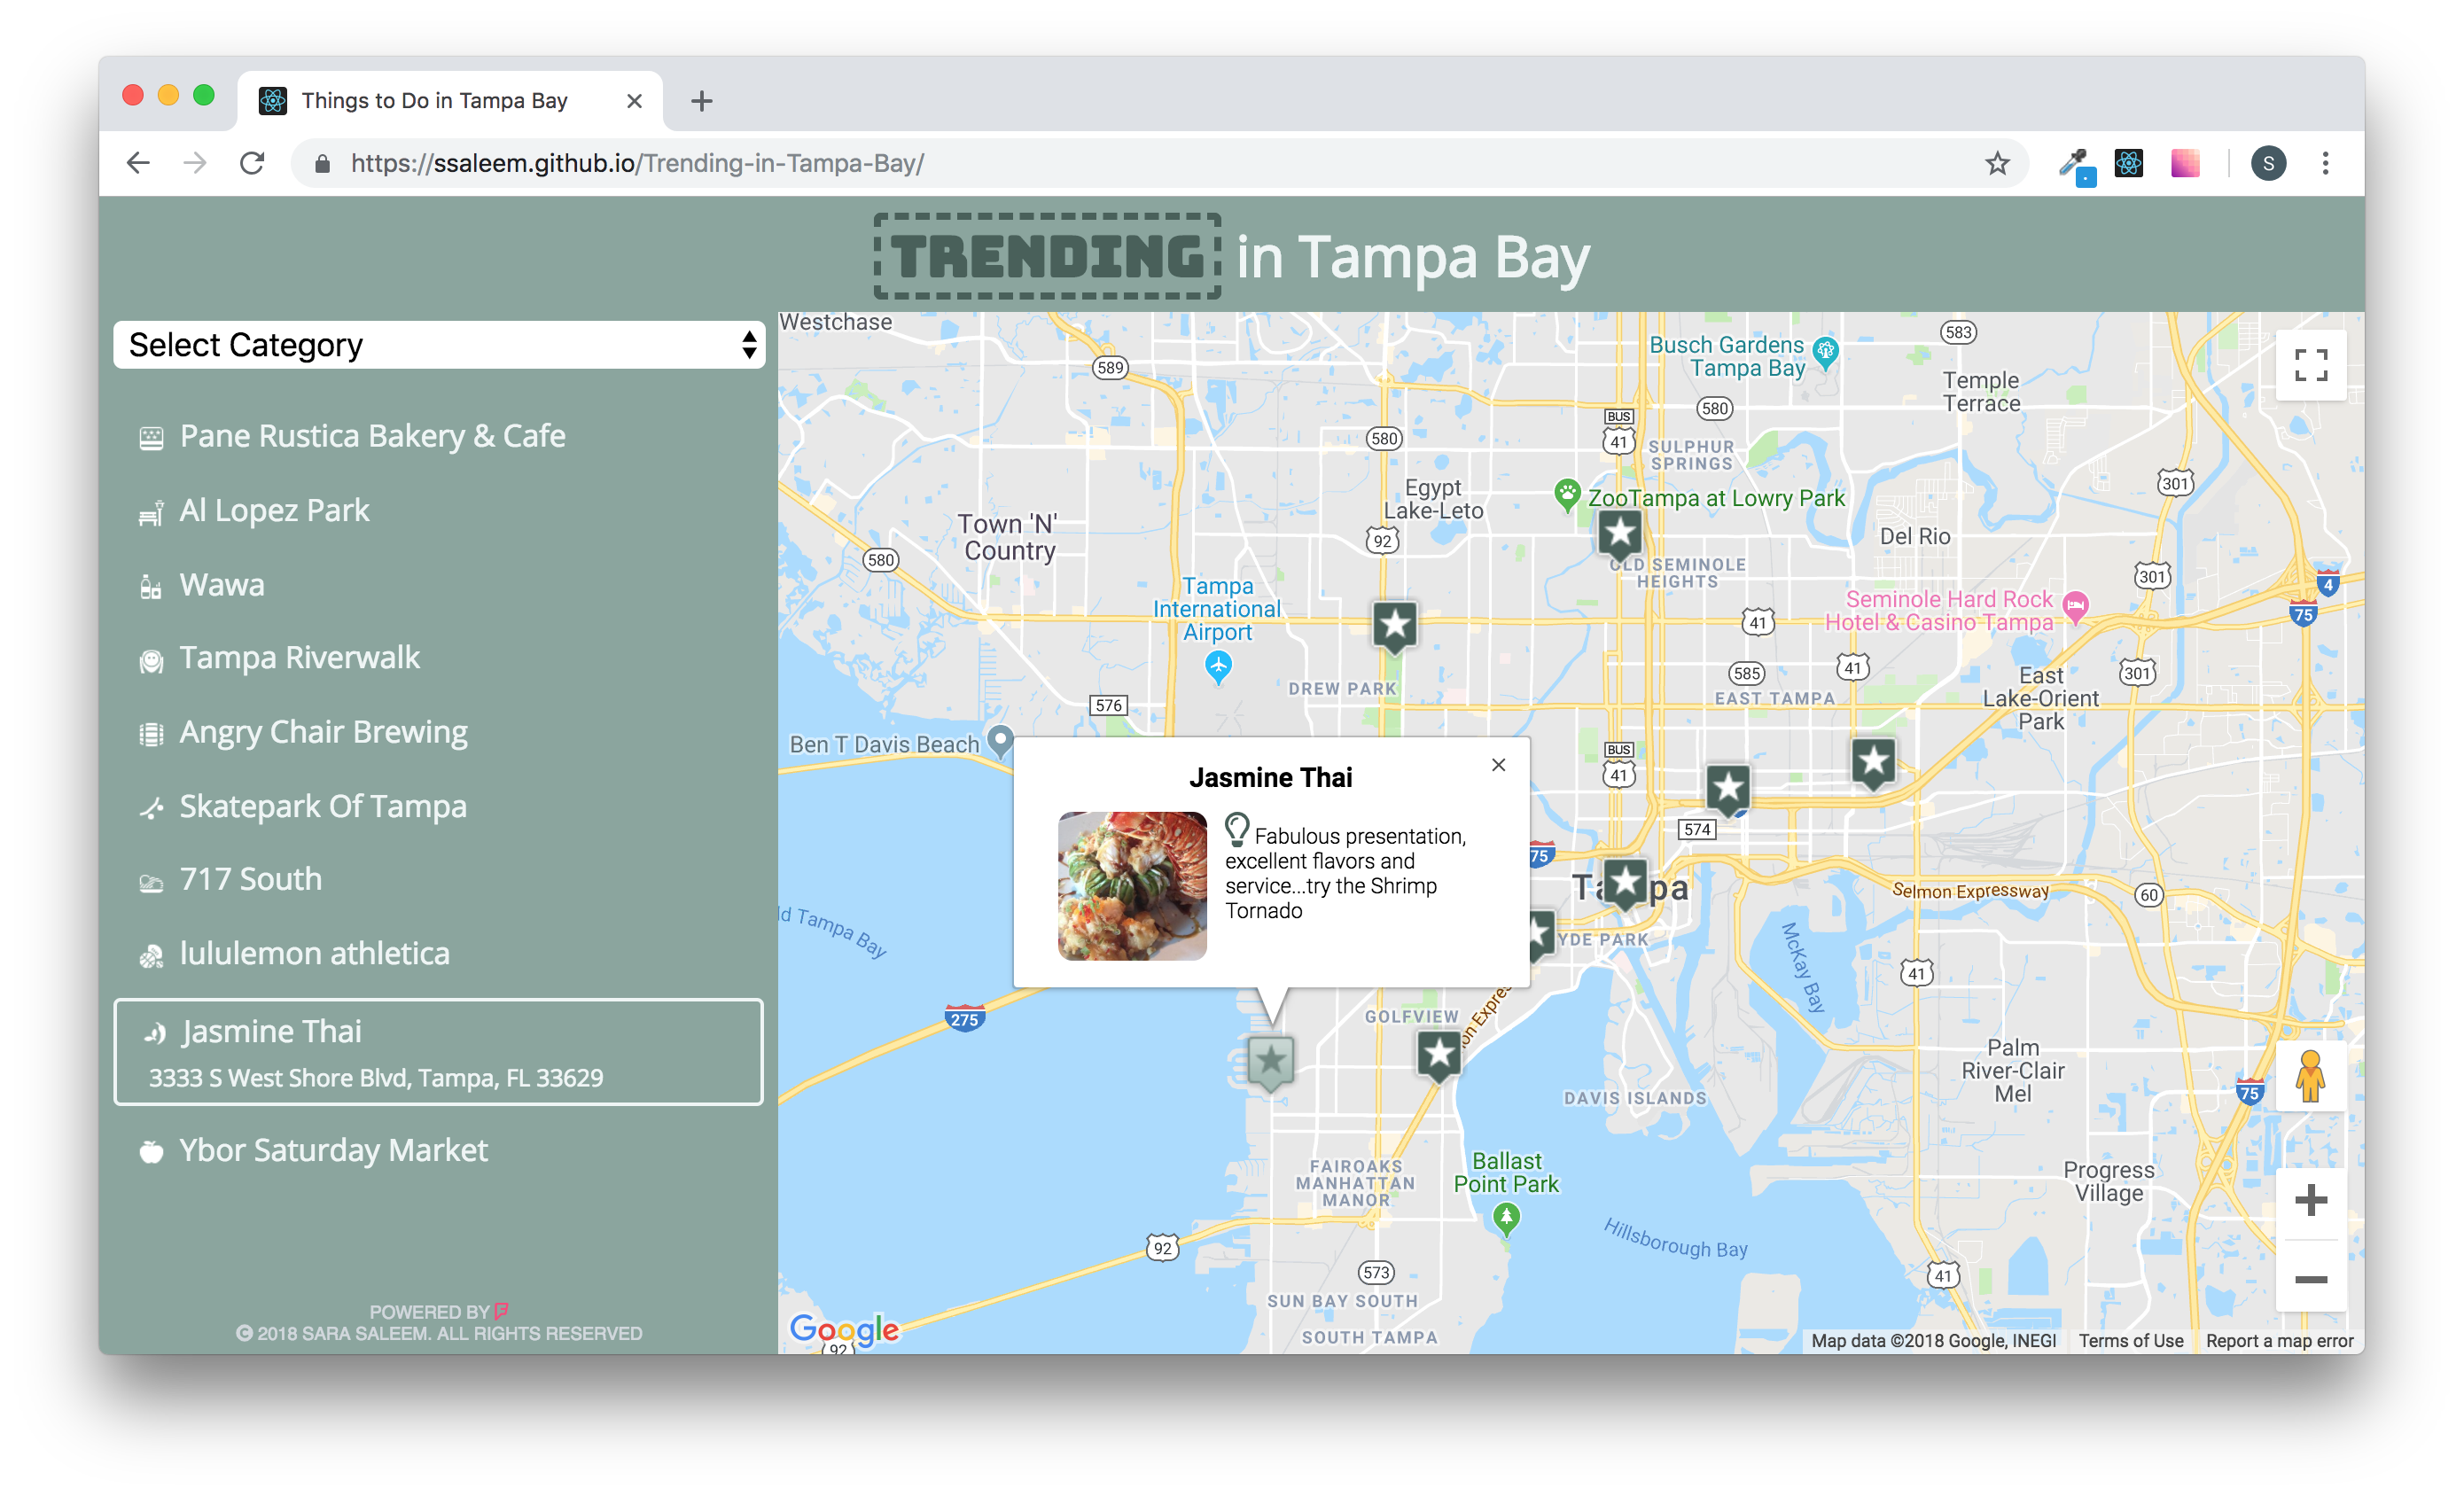 Things to Do in Tampa Bay
https://ssaleem.github.io/Trending-in-Tampa-Bay/
S
TRENDING in Tampa Bay
Select Category
Pane Rustica Bakery & Cafe
Al Lopez Park
Wawa
Tampa Riverwalk
Angry Chair Brewing
Skatepark Of Tampa
717 South
lululemon athletica
Jasmine Thai
3333 S West Shore Blvd, Tampa, FL 33629
Ybor Saturday Market
POWERED BY
© 2018 SARA SALEEM. ALL RIGHTS RESERVED
Westchase
589
Busch Gardens
Tampa Bay
583
Temple
Terrace
580
BUS
41
580
SULPHUR
SPRINGS
301
Egypt
Lake-Leto
ZooTampa at Lowry Park
Town 'N'
Country
92
Del Rio
580
OLD SEMINOLE
HEIGHTS
301
4
Tampa
International
Airport
Seminole Hard Rock
Hotel & Casino Tampa
41
75
585
41
301
East
Lake-Orient
Park
DREW PARK
EAST TAMPA
576
Ben T Davis Beach
BUS
41
Jasmine Thai
Fabulous presentation,
excellent flavors and
service...try the Shrimp
Tornado
574
75
Ta pa
Selmon Expressway
60
ld Tampa Bay
YDE PARK
McKay Bay
41
275
GOLFVIEW
on Expres
Palm
River-Clair
Mel
75
DAVIS ISLANDS
FAIROAKS
MANHATTAN
MANOR
Ballast
Point Park
Progress
Village
92
Hillsborough Bay
573
41
SUN BAY SOUTH
Google
SOUTH TAMPA
92
Map data ©2018 Google, INEGI
Terms of Use
Report a map error